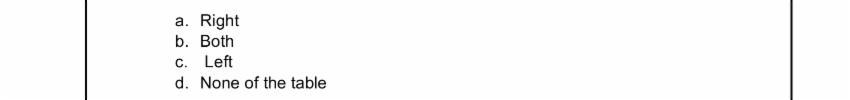 a. Right
b. Both
c. Left
d. None of the table